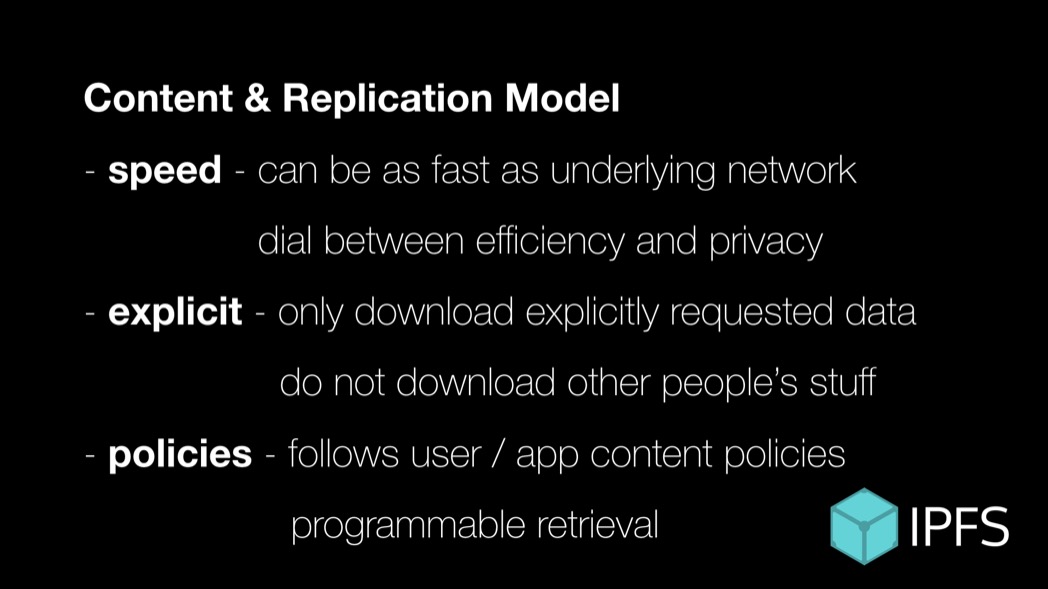 Content & Replication Model
- speed - can be as fast as underlying network
dial between efficiency and privacy
- explicit - only download explicitly requested data
do not download other people’s stuff
- policies - follows user / app content policies
programmable retrieval
IPFS